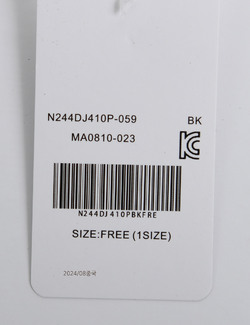 N244DJ410P-059 BK
MA0810-023
N244DJ410PBKFRE
SIZE:FREE (1SIZE)
2024/08중국